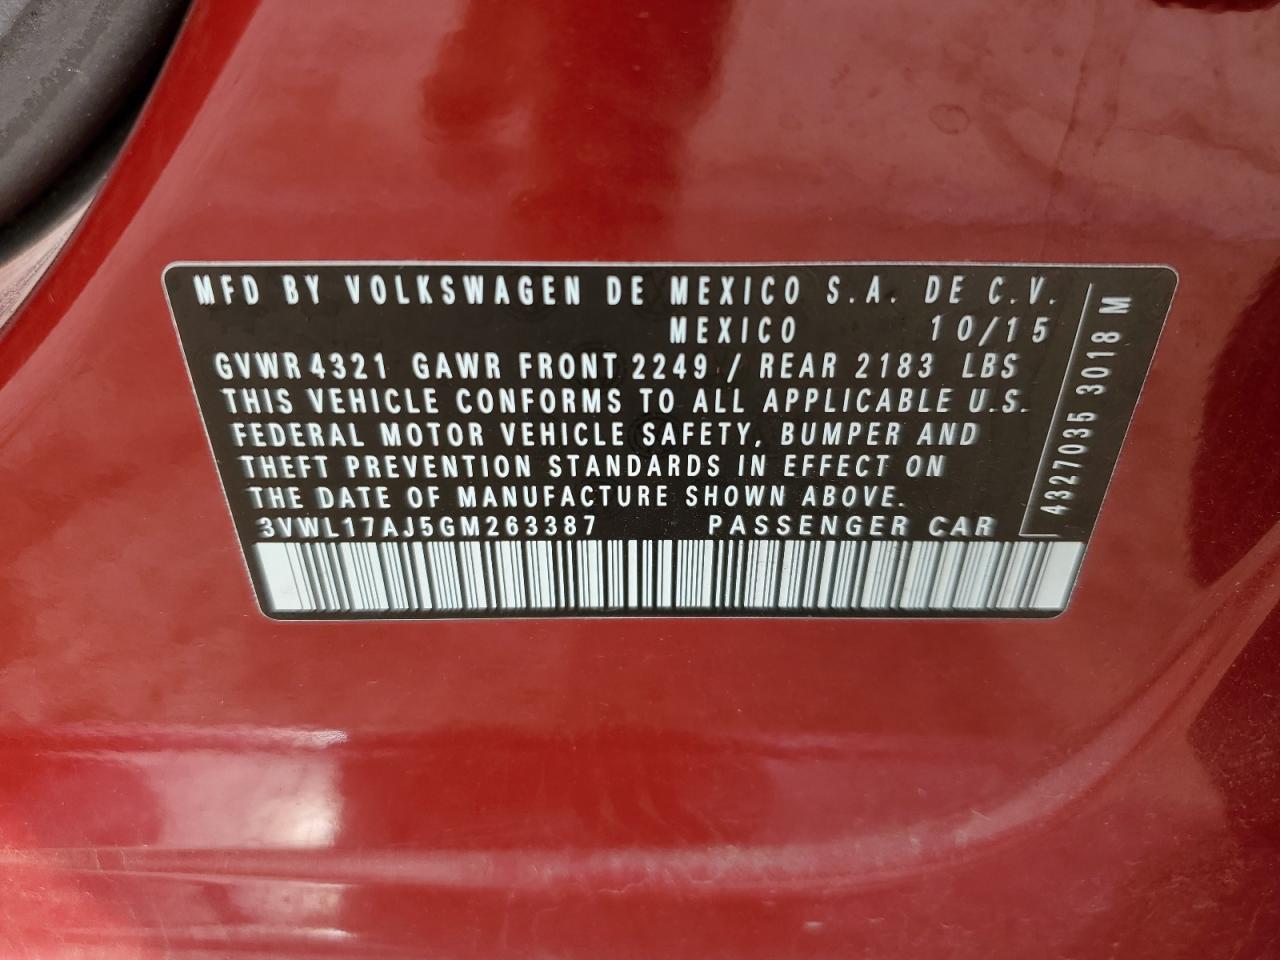 MFD BY VOLKSWAGEN DE MEXICO S.A. DE C.V.
MEXICO 10/15
GVWR 4321 GAWR FRONT 2249 / REAR 2183 LBS
THIS VEHICLE CONFORMS TO ALL APPLICABLE U.S.
FEDERAL MOTOR VEHICLE SAFETY, BUMPER AND
THEFT PREVENTION STANDARDS IN EFFECT ON
THE DATE OF MANUFACTURE SHOWN ABOVE.
3VWL17AJ5GM263387 PASSENGER CAR
4327035 3018 M